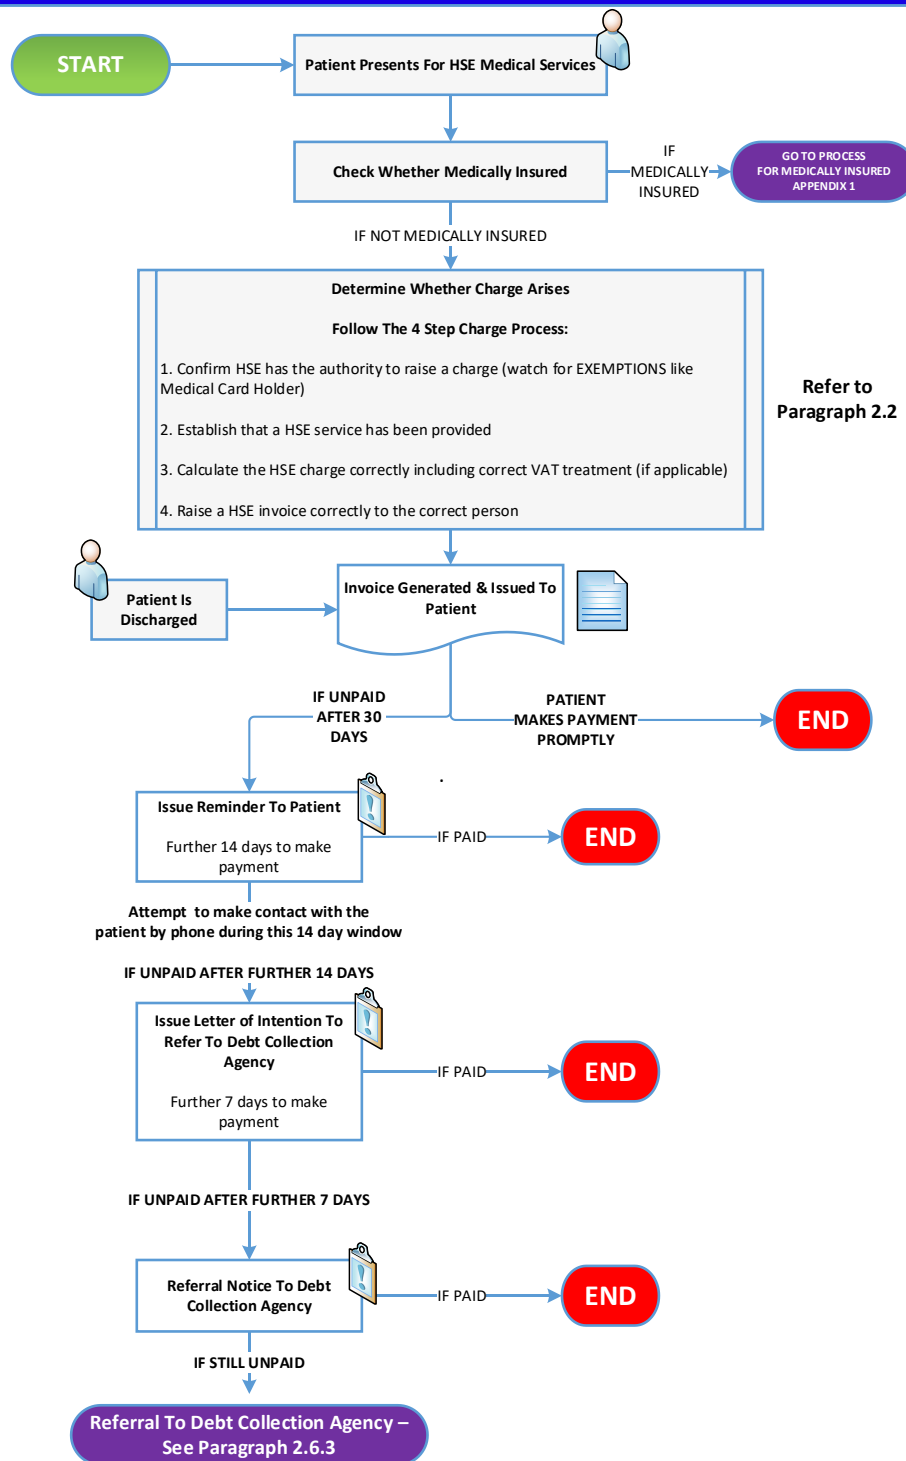 START
Patient Presents For HSE Medical Services
Check Whether Medically Insured
IF
MEDICALLY
INSURED
GO TO PROCESS
FOR MEDICALLY INSURED
APPENDIX 1
IF NOT MEDICALLY INSURED
Determine Whether Charge Arises
Follow The 4 Step Charge Process:
1. Confirm HSE has the authority to raise a charge (watch for EXEMPTIONS like
Medical Card Holder)
2. Establish that a HSE service has been provided
3. Calculate the HSE charge correctly including correct VAT treatment (if applicable)
4. Raise a HSE invoice correctly to the correct person
Refer to
Paragraph 2.2
Patient Is
Discharged
Invoice Generated & Issued To
Patient
IF UNPAID
AFTER 30
DAYS
PATIENT
MAKES PAYMENT
PROMPTLY
END
.
Issue Reminder To Patient
Further 14 days to make
payment
IF PAID
END
Attempt to make contact with the
patient by phone during this 14 day window
IF UNPAID AFTER FURTHER 14 DAYS
Issue Letter of Intention To
Refer To Debt Collection
Agency
Further 7 days to make
payment
IF PAID
END
IF UNPAID AFTER FURTHER 7 DAYS
Referral Notice To Debt
Collection Agency
IF PAID
END
IF STILL UNPAID
Referral To Debt Collection Agency –
See Paragraph 2.6.3